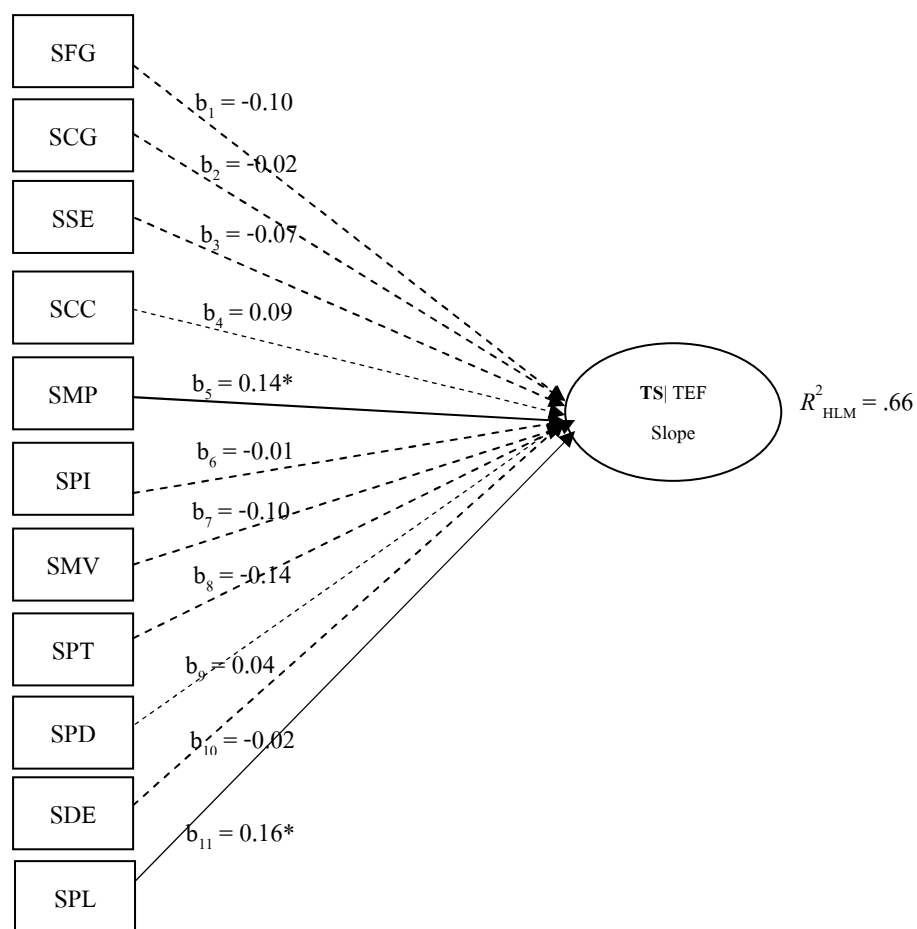 SFG
b₁ = -0.10
SCG
b₂ = -0.02
SSE
b₃ = -0.07
SCC
b₄ = 0.09
SMP
b₅ = 0.14*
TS| TEF
Slope
R²HLM = .66
SPI
b₆ = -0.01
SMV
b₇ = -0.10
SPT
b₈ = -0.14
SPD
b₉ = 0.04
SDE
b₁₀ = -0.02
SPL
b₁₁ = 0.16*